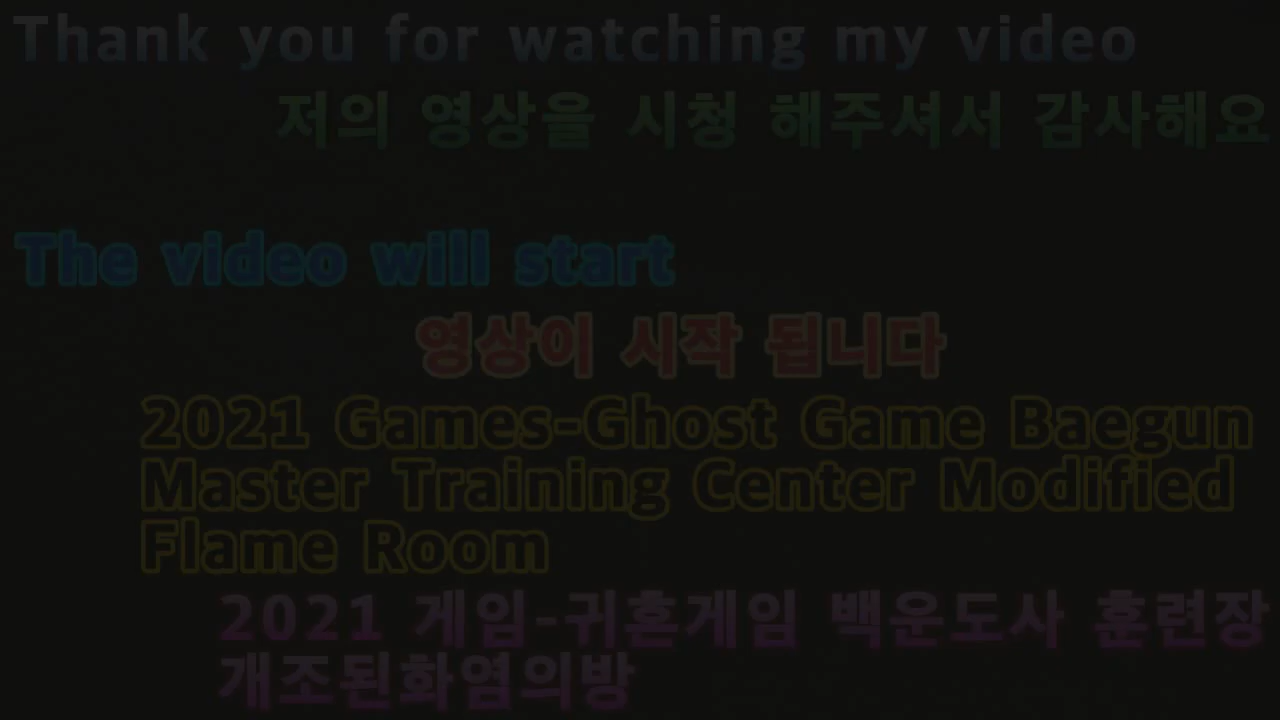 Thank you for watching my video
저의 영상을 시청 해주셔서 감사해요
The video will start
영상이 시작 됩니다
2021 Games-Ghost Game Baegun
Master Training Center Modified
Flame Room
2021 게임-귀혼게임 백운도사 훈련장
개조된화염의방